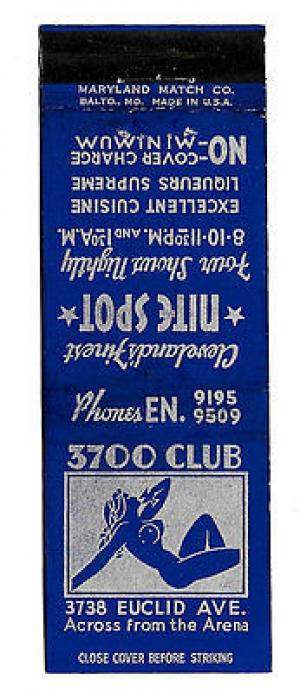 MARYLAND MATCH CO.
BALTO., MD. MADE IN U.S.A.
Cleveland's Finest
★ NITE SPOT ★
Four Shows Nightly
8-10-11:30 P.M. AND 1:30 A.M.
EXCELLENT CUISINE
LIQUEURS SUPREME
NO-COVER CHARGE
MINIMUM
Phones EN. 9195
9509
3700 CLUB
3738 EUCLID AVE.
Across from the Arena
CLOSE COVER BEFORE STRIKING